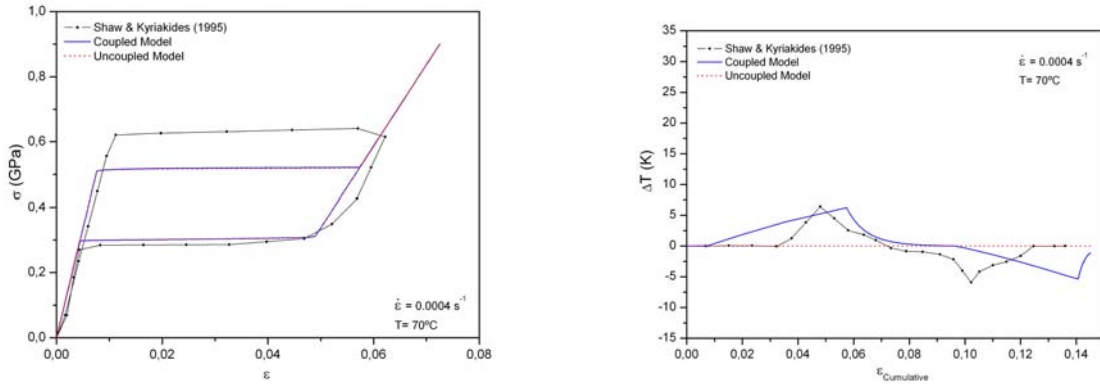 1,0
0,8
0,6
0,4
0,2
0,0
σ (GPa)
Shaw & Kyriakides (1995)
Coupled Model
Uncoupled Model
ε̇ = 0.0004 s⁻¹
T= 70ºC
0,00 0,02 0,04 0,06 0,08
ε
35
30
25
20
15
10
5
0
-5
-10
-15
ΔT (K)
Shaw & Kyriakides (1995)
Coupled Model
Uncoupled Model
ε̇ = 0.0004 s⁻¹
T= 70ºC
0,00 0,02 0,04 0,06 0,08 0,10 0,12 0,14
εCumulative